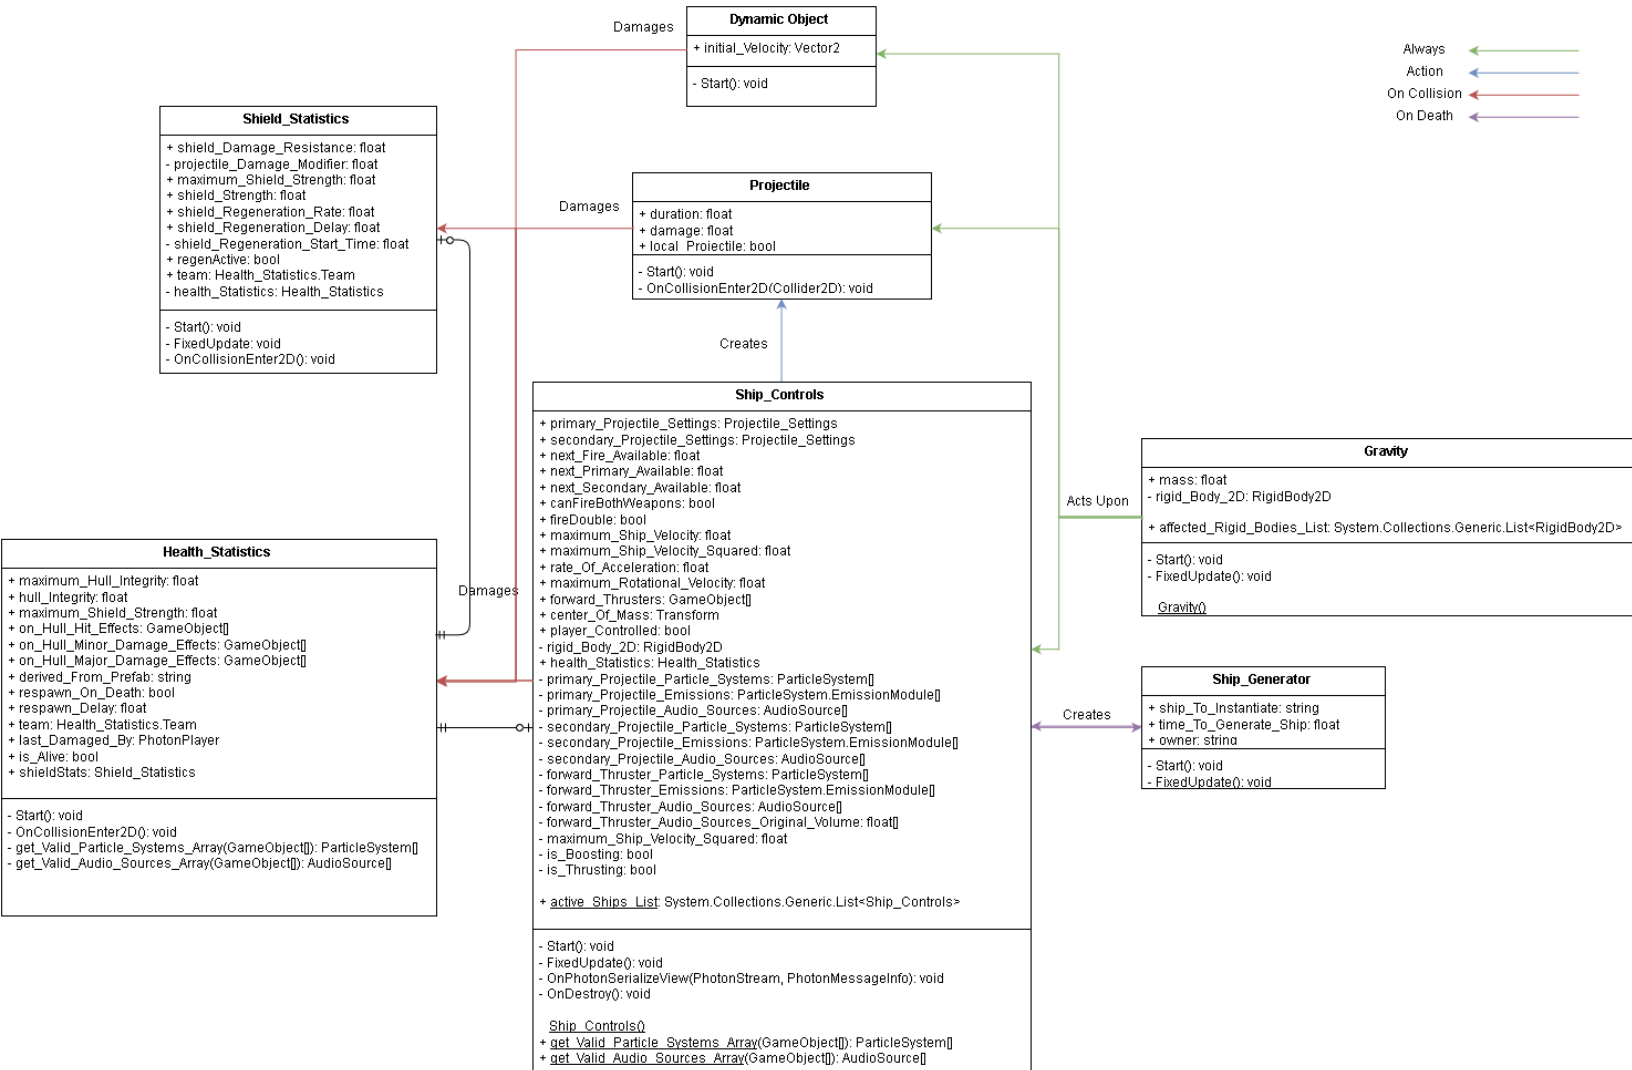 Damages
Dynamic Object
+ initial_Velocity: Vector2
- Start(): void
Always
Action
On Collision
On Death
Shield_Statistics
+ shield_Damage_Resistance: float
- projectile_Damage_Modifier: float
+ maximum_Shield_Strength: float
+ shield_Strength: float
+ shield_Regeneration_Rate: float
+ shield_Regeneration_Delay: float
- shield_Regeneration_Start_Time: float
+ regenActive: bool
+ team: Health_Statistics.Team
- health_Statistics: Health_Statistics
- Start(): void
- FixedUpdate: void
- OnCollisionEnter2D(): void
Damages
Projectile
+ duration: float
+ damage: float
+ local_Projectile: bool
- Start(): void
- OnCollisionEnter2D(Collider2D): void
Creates
Ship_Controls
+ primary_Projectile_Settings: Projectile_Settings
+ secondary_Projectile_Settings: Projectile_Settings
+ next_Fire_Available: float
+ next_Primary_Available: float
+ next_Secondary_Available: float
+ canFireBothWeapons: bool
+ fireDouble: bool
+ maximum_Ship_Velocity: float
+ maximum_Ship_Velocity_Squared: float
+ rate_Of_Acceleration: float
+ maximum_Rotational_Velocity: float
+ forward_Thrusters: GameObject[]
+ center_Of_Mass: Transform
+ player_Controlled: bool
- rigid_Body_2D: RigidBody2D
+ health_Statistics: Health_Statistics
- primary_Projectile_Particle_Systems: ParticleSystem[]
- primary_Projectile_Emissions: ParticleSystem.EmissionModule[]
- primary_Projectile_Audio_Sources: AudioSource[]
- secondary_Projectile_Particle_Systems: ParticleSystem[]
- secondary_Projectile_Emissions: ParticleSystem.EmissionModule[]
- secondary_Projectile_Audio_Sources: AudioSource[]
- forward_Thruster_Particle_Systems: ParticleSystem[]
- forward_Thruster_Emissions: ParticleSystem.EmissionModule[]
- forward_Thruster_Audio_Sources: AudioSource[]
- forward_Thruster_Audio_Sources_Original_Volume: float[]
- maximum_Ship_Velocity_Squared: float
- is_Boosting: bool
- is_Thrusting: bool
+ active_Ships_List: System.Collections.Generic.List<Ship_Controls>
- Start(): void
- FixedUpdate(): void
- OnPhotonSerializeView(PhotonStream, PhotonMessageInfo): void
- OnDestroy(): void
Ship_Controls()
+ get_Valid_Particle_Systems_Array(GameObject[]): ParticleSystem[]
+ get_Valid_Audio_Sources_Array(GameObject[]): AudioSource[]
Acts Upon
Gravity
+ mass: float
- rigid_Body_2D: RigidBody2D
+ affected_Rigid_Bodies_List: System.Collections.Generic.List<RigidBody2D>
- Start(): void
- FixedUpdate(): void
Gravity()
Health_Statistics
+ maximum_Hull_Integrity: float
+ hull_Integrity: float
+ maximum_Shield_Strength: float
+ on_Hull_Hit_Effects: GameObject[]
+ on_Hull_Minor_Damage_Effects: GameObject[]
+ on_Hull_Major_Damage_Effects: GameObject[]
+ derived_From_Prefab: string
+ respawn_On_Death: bool
+ respawn_Delay: float
+ team: Health_Statistics.Team
+ last_Damaged_By: PhotonPlayer
+ is_Alive: bool
+ shieldStats: Shield_Statistics
- Start(): void
- OnCollisionEnter2D(): void
- get_Valid_Particle_Systems_Array(GameObject[]): ParticleSystem[]
- get_Valid_Audio_Sources_Array(GameObject[]): AudioSource[]
Damages
Creates
Ship_Generator
+ ship_To_Instantiate: string
+ time_To_Generate_Ship: float
+ owner: string
- Start(): void
- FixedUpdate(): void